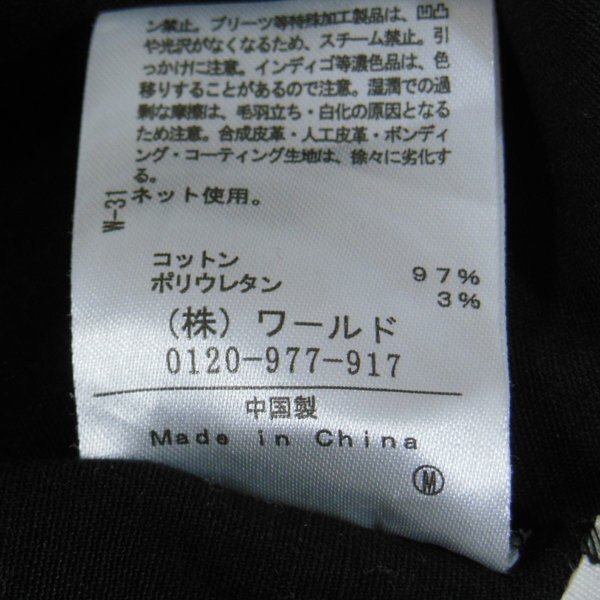 ン禁止。プリーツ等特殊加工製品は、凹凸
や光沢がなくなるため、スチーム禁止。引
っかけに注意。インディゴ等濃色品は、色
移りすることがあるので注意。湿潤での過
剰な摩擦は、毛羽立ち・白化の原因となる
ため注意。合成皮革・人工皮革・ボンディ
ング・コーティング生地は、徐々に劣化す
る。
ネット使用。
W-31
コットン 97%
ポリウレタン 3%
(株) ワールド
0120-977-917
中国製
Made in China
M